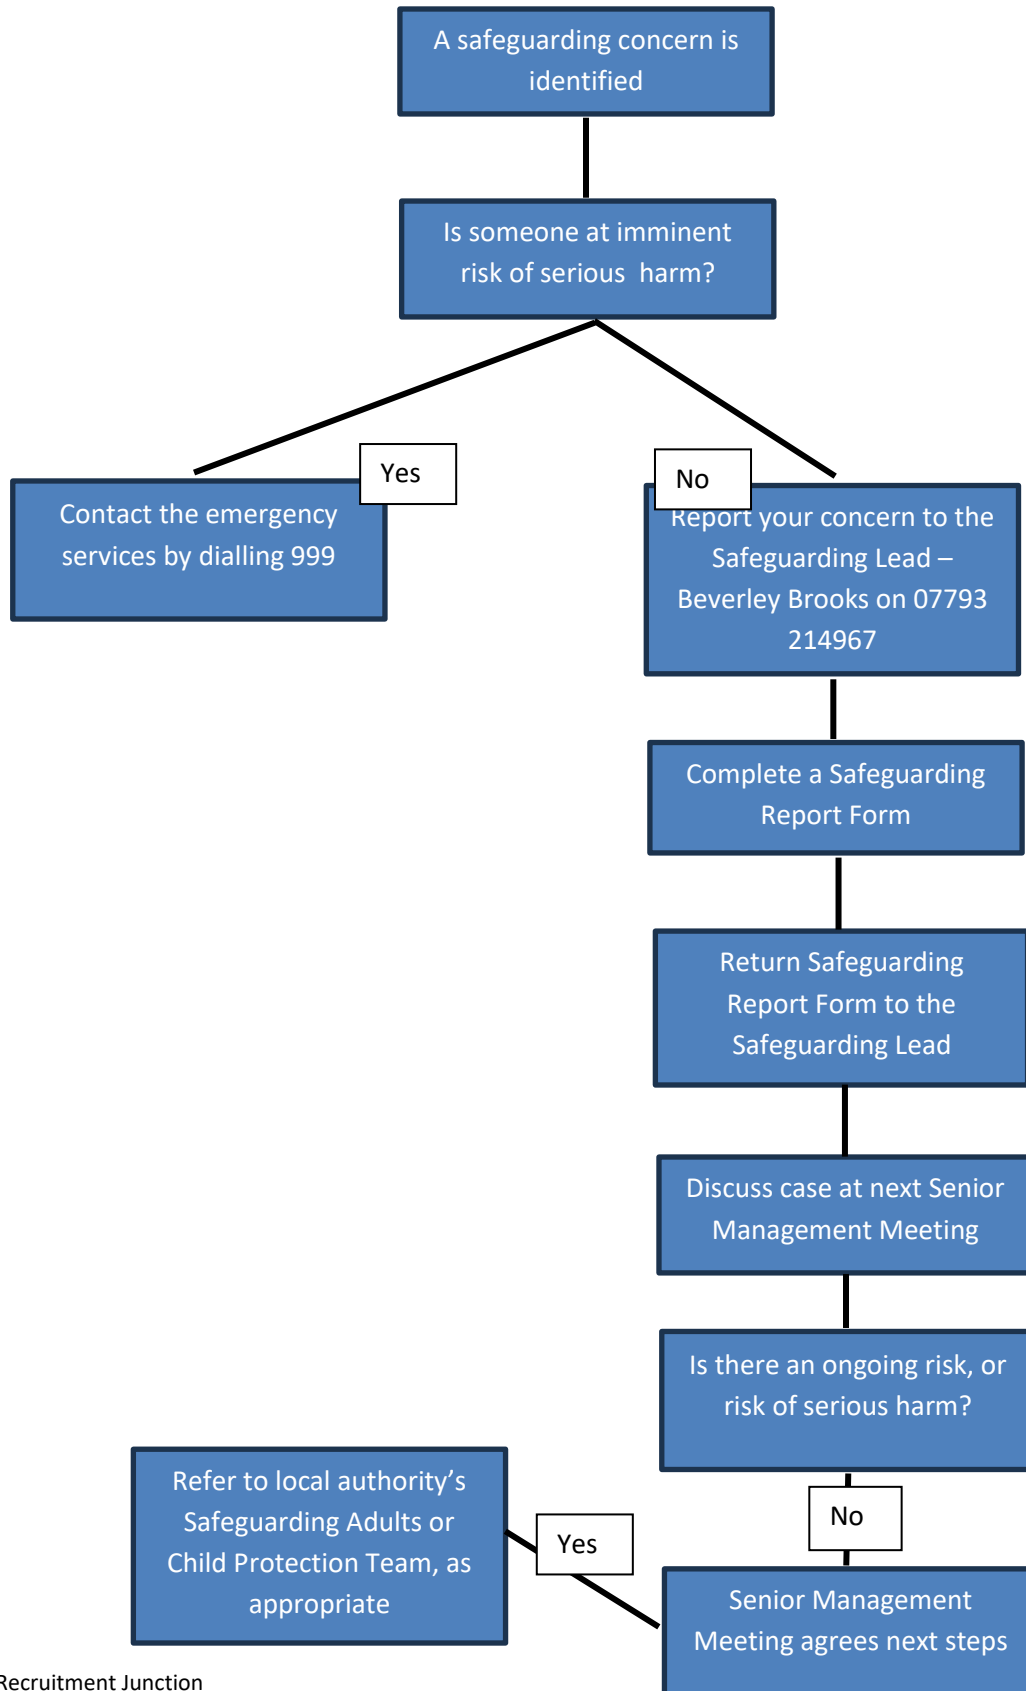 A safeguarding concern is
identified
Is someone at imminent
risk of serious  harm?
Yes
No
Contact the emergency
services by dialling 999
Report your concern to the
Safeguarding Lead –
Beverley Brooks on 07793
214967
Complete a Safeguarding
Report Form
Return Safeguarding
Report Form to the
Safeguarding Lead
Discuss case at next Senior
Management Meeting
Is there an ongoing risk, or
risk of serious harm?
Refer to local authority’s
Safeguarding Adults or
Child Protection Team, as
appropriate
Yes
No
Senior Management
Meeting agrees next steps
Recruitment Junction